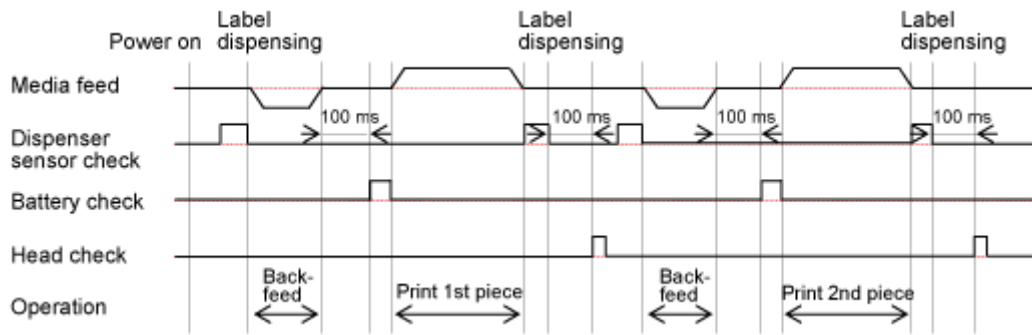 Label
dispensing
Label
dispensing
Label
dispensing
Power on
Media feed
100 ms
100 ms
100 ms
100 ms
Dispenser
sensor check
Battery check
Head check
Operation
Back-
feed
Print 1st piece
Back-
feed
Print 2nd piece